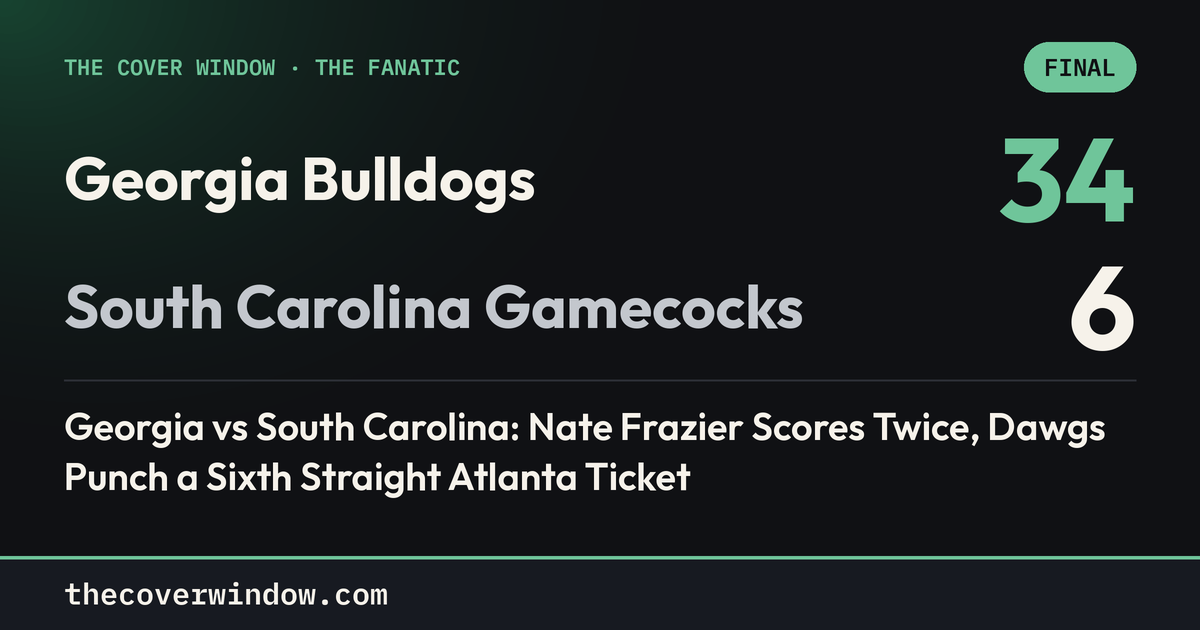 THE COVER WINDOW · THE FANATIC
FINAL
Georgia Bulldogs
34
South Carolina Gamecocks
6
Georgia vs South Carolina: Nate Frazier Scores Twice, Dawgs
Punch a Sixth Straight Atlanta Ticket
thecoverwindow.com